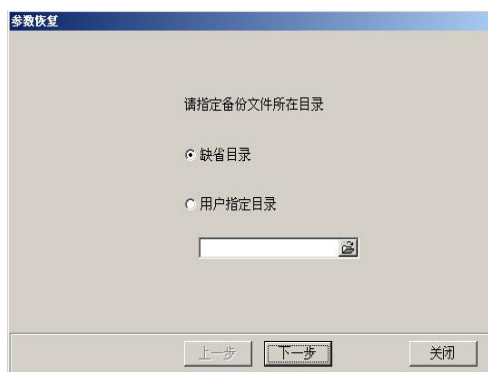 参数恢复
请指定备份文件所在目录
缺省目录
用户指定目录
上一步 下一步 关闭